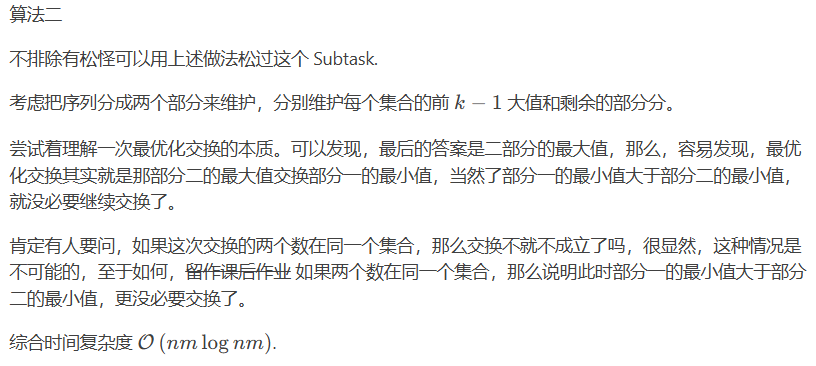 算法二
不排除有松怪可以用上述做法松过这个 Subtask.
考虑把序列分成两个部分来维护，分别维护每个集合的前 k − 1 大值和剩余的部分分。
尝试着理解一次最优化交换的本质。可以发现，最后的答案是二部分的最大值，那么，容易发现，最优
化交换其实就是那部分二的最大值交换部分一的最小值，当然了部分一的最小值大于部分二的最小值，
就没必要继续交换了。
肯定有人要问，如果这次交换的两个数在同一个集合，那么交换不就不成立了吗，很显然，这种情况是
不可能的，至于如何，留作课后作业 如果两个数在同一个集合，那么说明此时部分一的最小值大于部分
二的最小值，更没必要交换了。
综合时间复杂度 O (nm log nm).